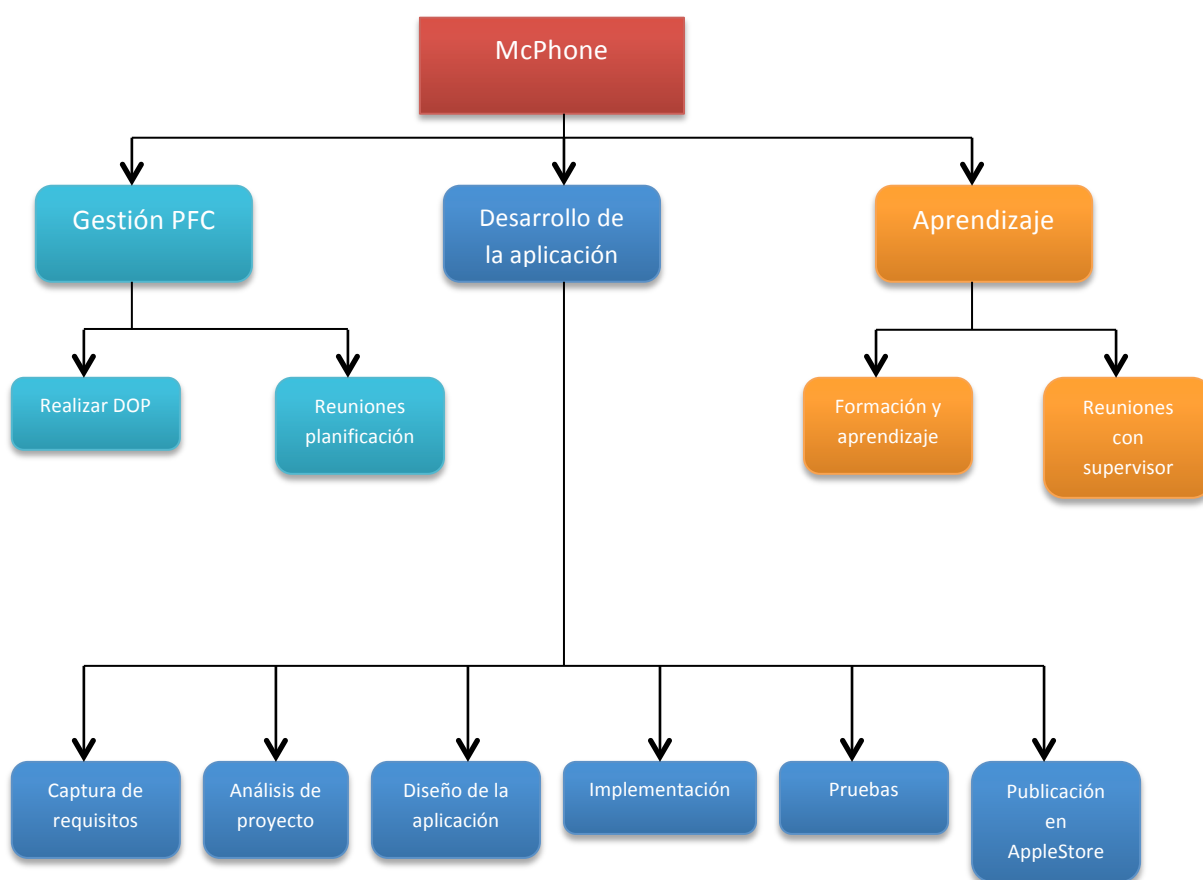 McPhone
Gestión PFC
Desarrollo de
la aplicación
Aprendizaje
Realizar DOP
Reuniones
planificación
Formación y
aprendizaje
Reuniones
con
supervisor
Captura de
requisitos
Análisis de
proyecto
Diseño de la
aplicación
Implementación
Pruebas
Publicación
en
AppleStore